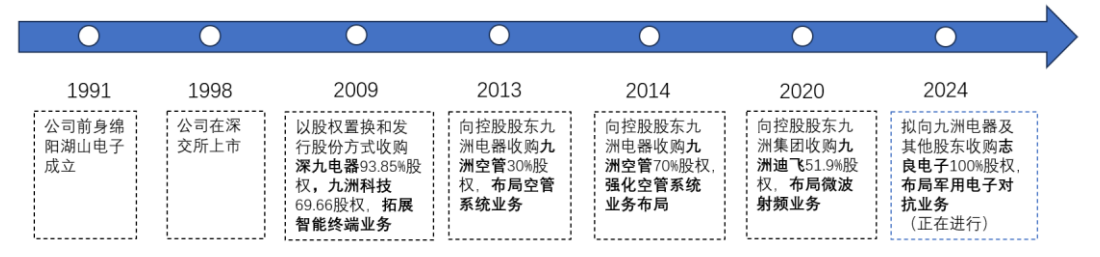 1991
公司前身绵
阳湖山电子
成立
1998
公司在深
交所上市
2009
以股权置换和发
行股份方式收购
深九电器93.85%股
权，九洲科技
69.66股权，拓展
智能终端业务
2013
向控股股东九
洲电器收购九
洲空管30%股
权，布局空管
系统业务
2014
向控股股东九
洲电器收购九
洲空管70%股权，
强化空管系统
业务布局
2020
向控股股东九
洲集团收购九
洲迪飞51.9%股
权，布局微波
射频业务
2024
拟向九洲电器及
其他股东收购志
良电子100%股权，
布局军用电子对
抗业务
（正在进行）